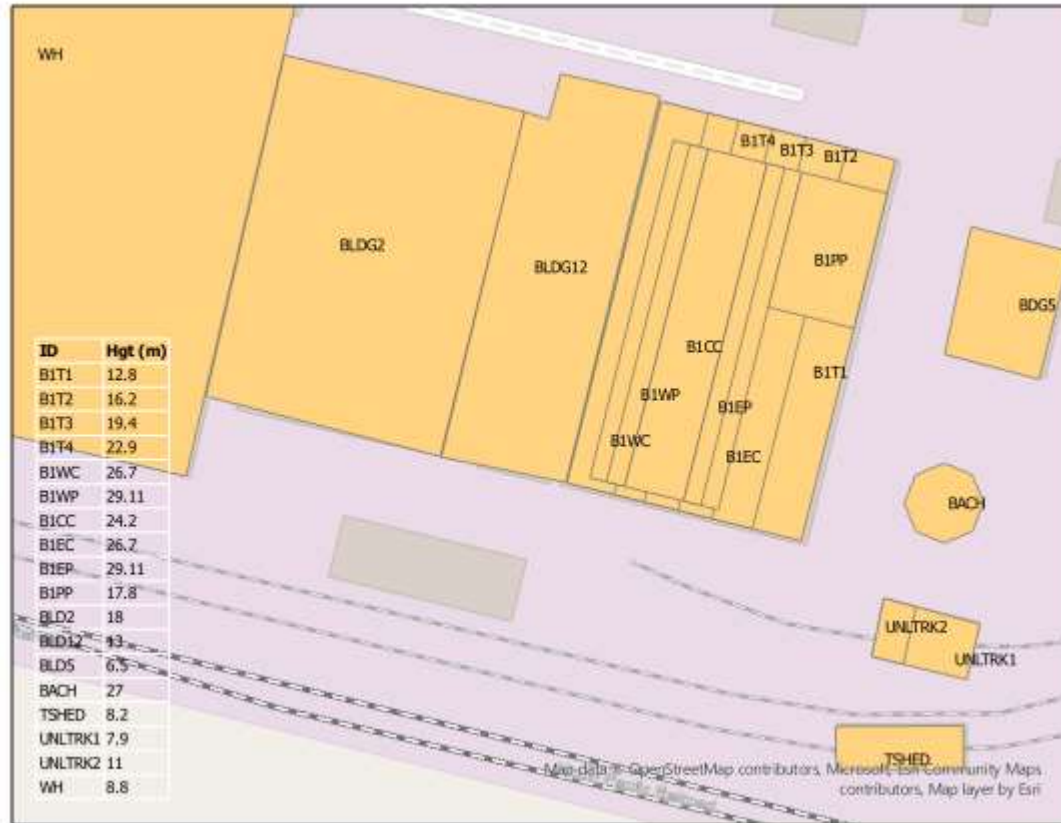 WH
B1T4
B1T3
B1T2
BLDG2
BLDG12
B1PP
BDG5
B1CC
B1T1
B1WP
B1EP
B1WC
B1EC
BACH
UNLTRK2
UNLTRK1
TSHED
ID Hgt (m)
B1T1 12.8
B1T2 16.2
B1T3 19.4
B1T4 22.9
B1WC 26.7
B1WP 29.11
B1CC 24.2
B1EC 26.7
B1EP 29.11
B1PP 17.8
BLD2 18
BLD12 13
BLD5 6.5
BACH 27
TSHED 8.2
UNLTRK1 7.9
UNLTRK2 11
WH 8.8
Map data © OpenStreetMap contributors, Microsoft, Esri Community Maps
contributors, Map layer by Esri